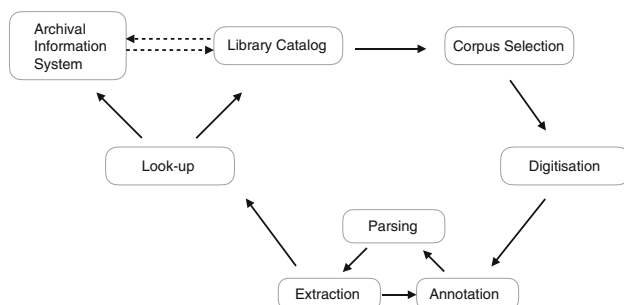 Archival
Information
System
Library Catalog
Corpus Selection
Look-up
Digitisation
Parsing
Extraction
Annotation